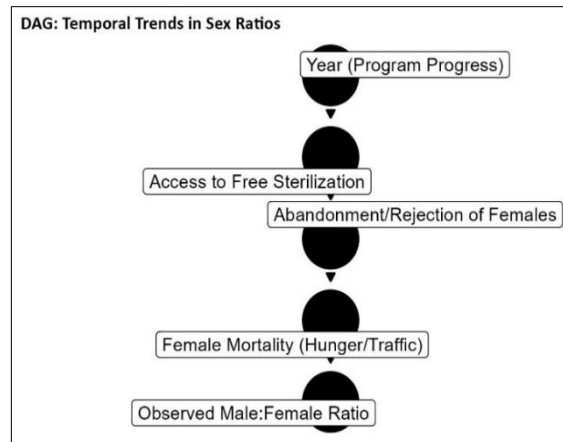 DAG: Temporal Trends in Sex Ratios
Year (Program Progress)
Access to Free Sterilization
Abandonment/Rejection of Females
Female Mortality (Hunger/Traffic)
Observed Male:Female Ratio